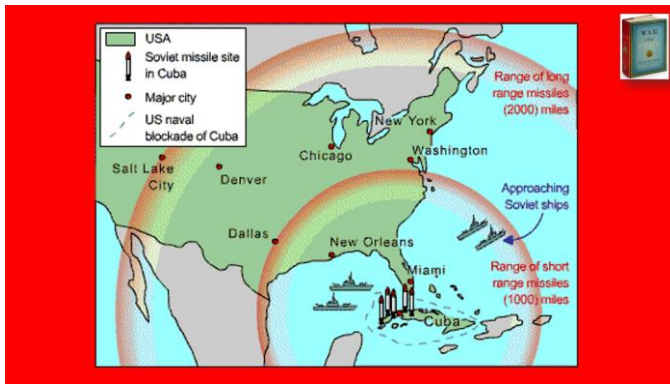 USA
Soviet missile site
in Cuba
Major city
US naval
blockade of Cuba
WAR
Range of long
range missiles
(2000) miles
New York
Chicago
Washington
Salt Lake
City
Denver
Approaching
Soviet ships
Dallas
New Orleans
Miami
Range of short
range missiles
(1000) miles
Cuba